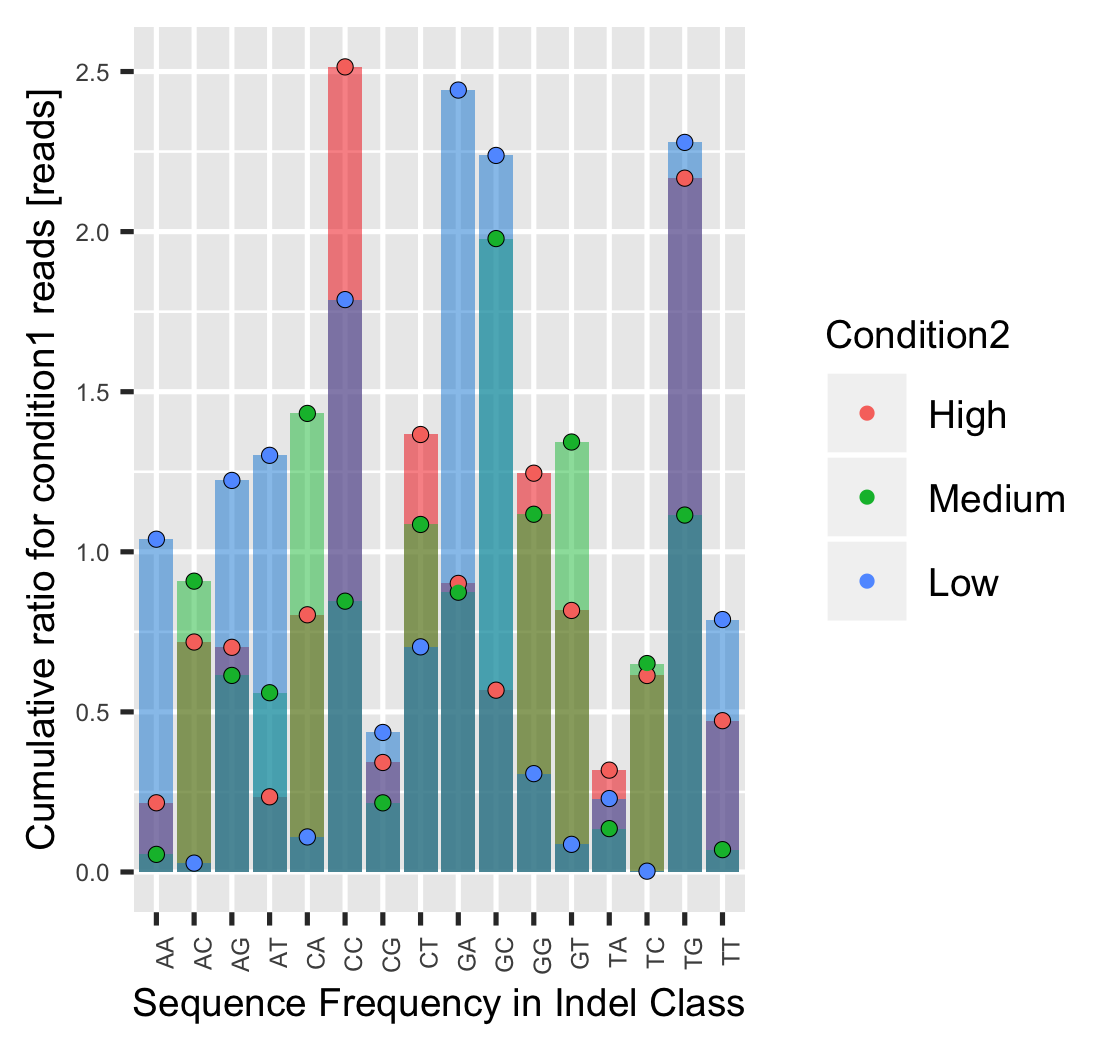 Cumulative ratio for condition1 reads [reads]
2.5
2.0
1.5
1.0
0.5
0.0
AA AC AG AT CA CC CG CT GA GC GG GT TA TC TG TT
Sequence Frequency in Indel Class
Condition2
High
Medium
Low